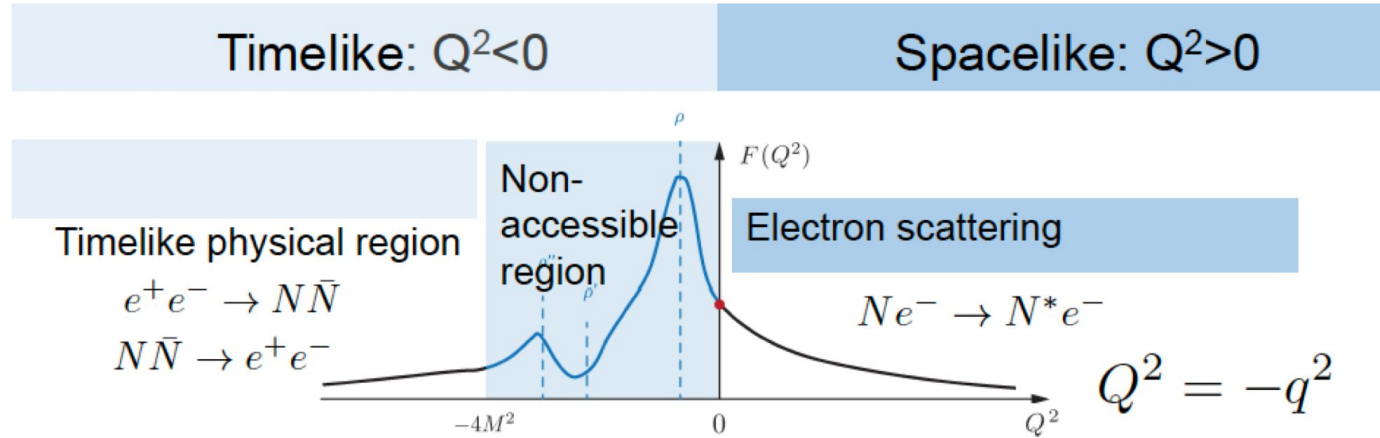 Timelike: Q²<0
Spacelike: Q²>0
ρ
F(Q²)
Non-
accessible
region
ρ''
ρ'
Timelike physical region
e⁺e⁻ → NN̄
NN̄ → e⁺e⁻
Electron scattering
Ne⁻ → N*e⁻
Q² = −q²
−4M²
0
Q²